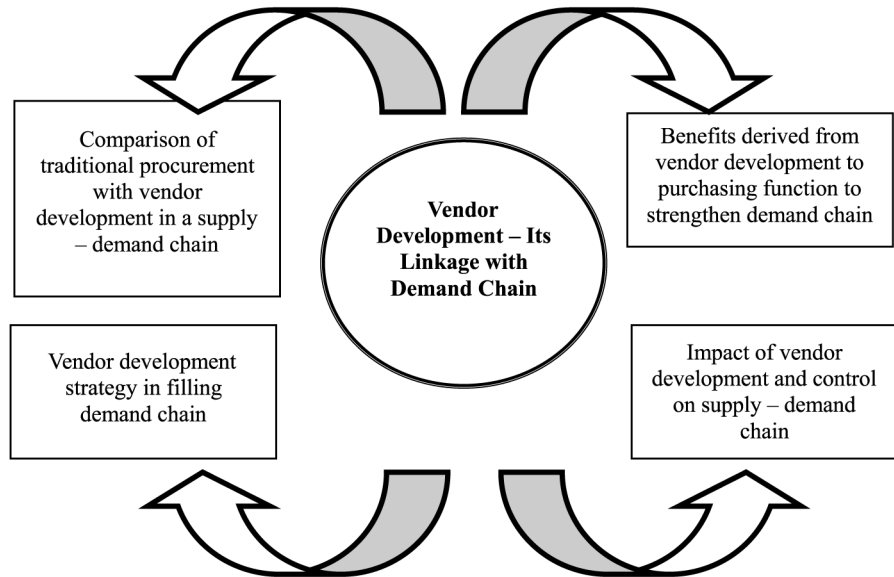 Comparison of
traditional procurement
with vendor
development in a supply
– demand chain
Benefits derived from
vendor development to
purchasing function to
strengthen demand chain
Vendor
Development – Its
Linkage with
Demand Chain
Vendor development
strategy in filling
demand chain
Impact of vendor
development and control
on supply – demand
chain